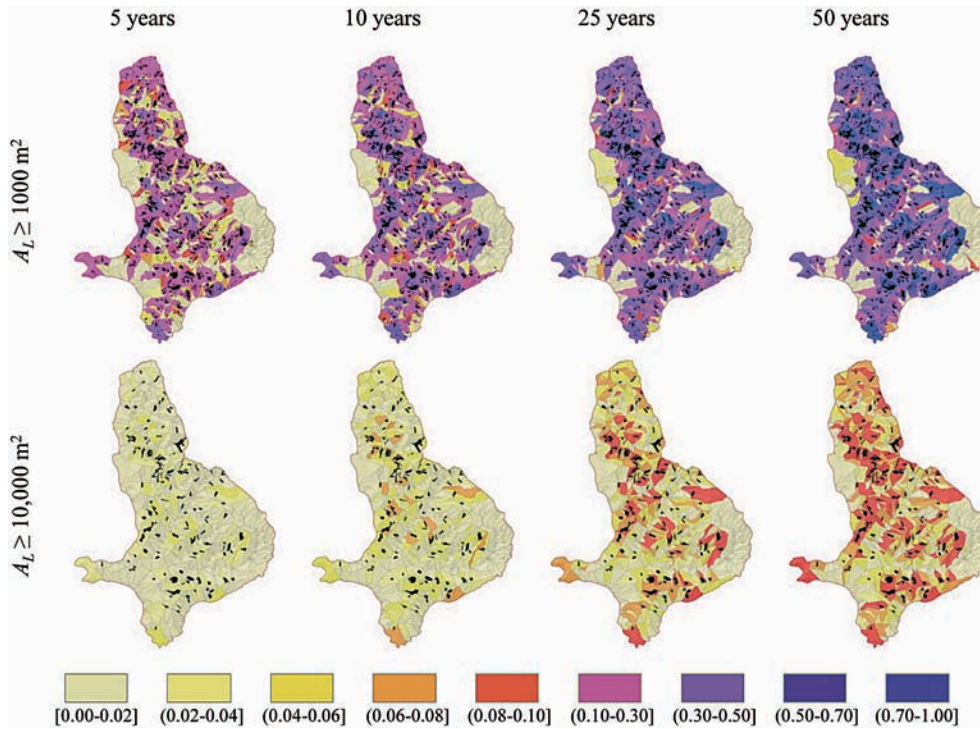 5 years 10 years 25 years 50 years
A_L ≥ 1000 m²
A_L ≥ 10,000 m²
[0.00-0.02] (0.02-0.04] (0.04-0.06] (0.06-0.08] (0.08-0.10] (0.10-0.30] (0.30-0.50] (0.50-0.70] (0.70-1.00]